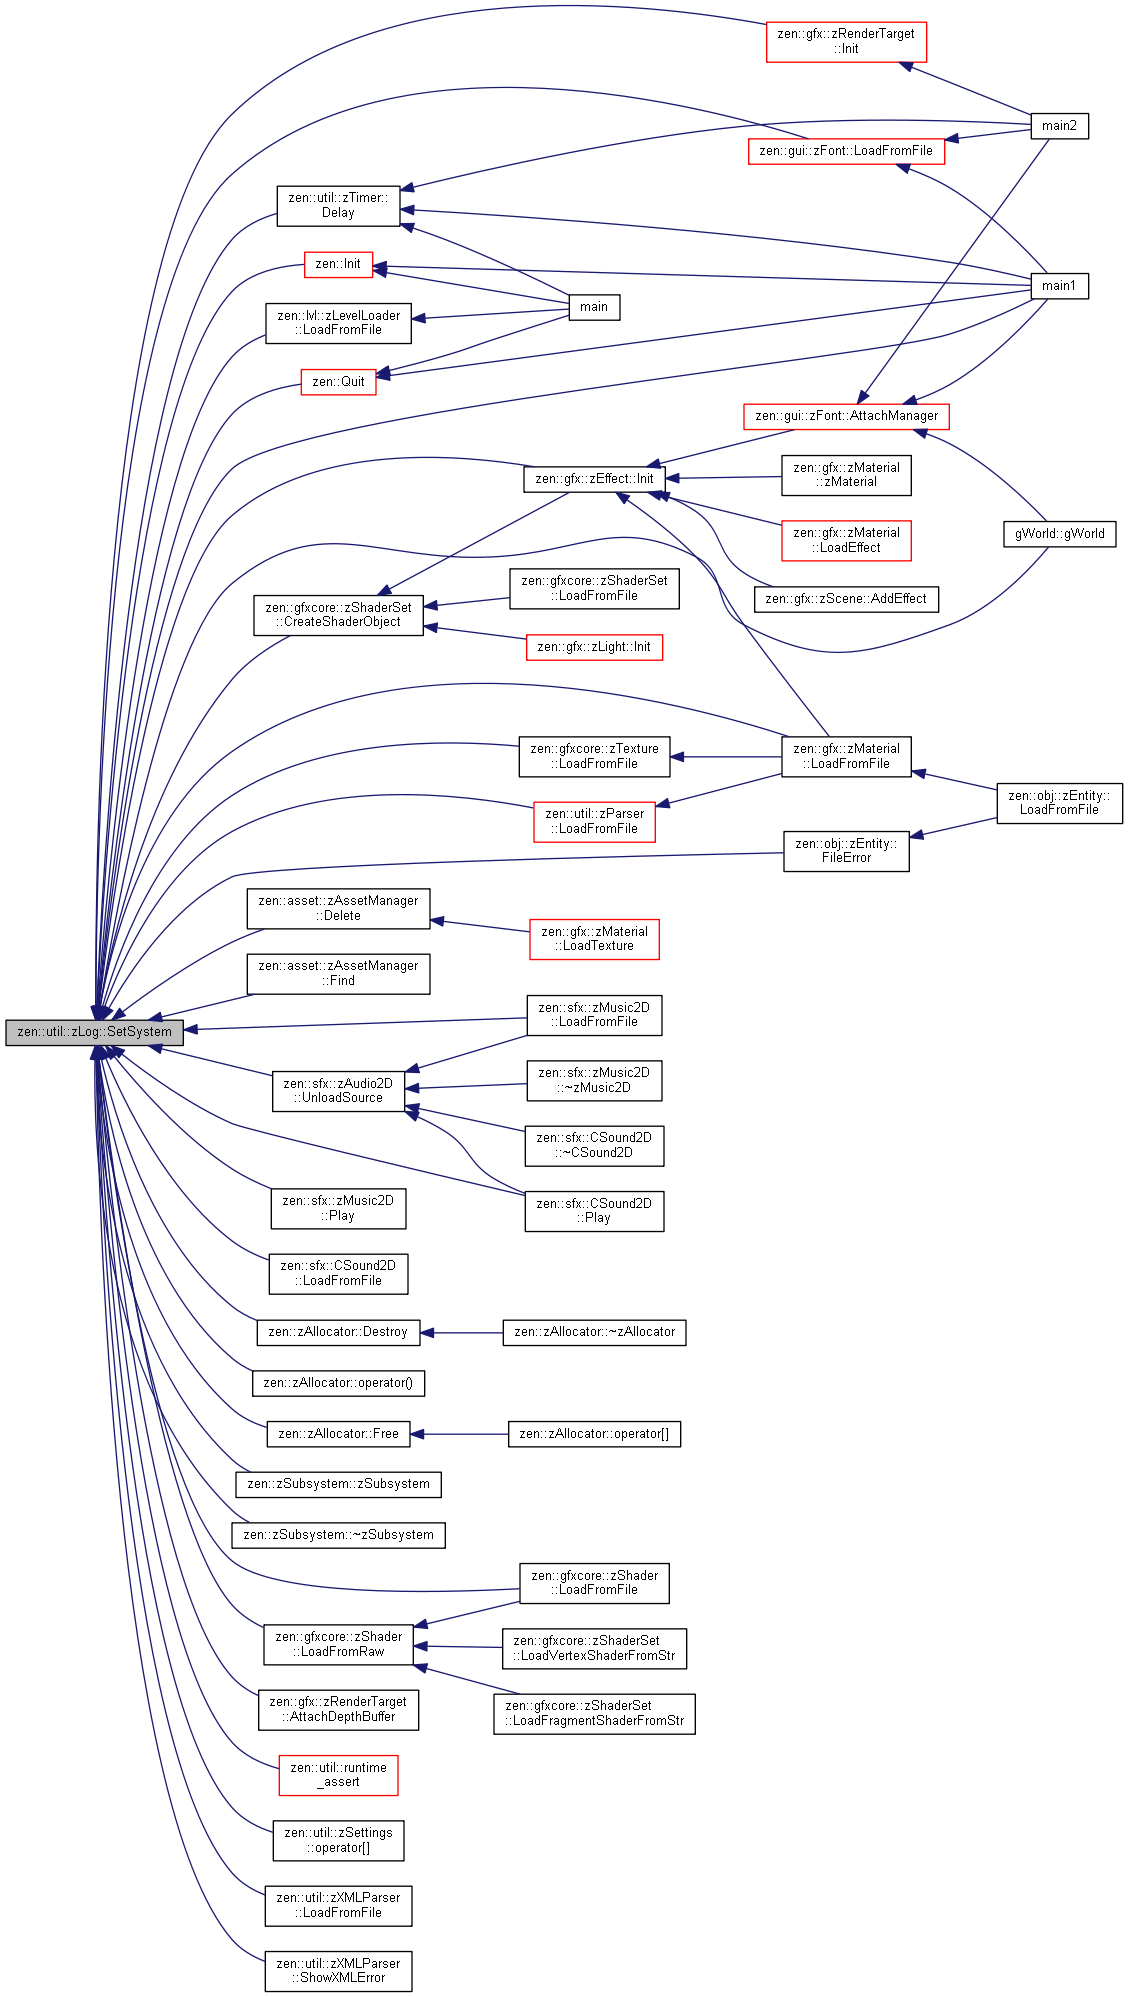 zen::gfx::zRenderTarget
::Init
main2
zen::gui::zFont::LoadFromFile
zen::util::zTimer::
Delay
zen::Init
main1
main
zen::lvl::zLevelLoader
::LoadFromFile
zen::Quit
zen::gui::zFont::AttachManager
zen::gfx::zEffect::Init
zen::gfx::zMaterial
::zMaterial
zen::gfx::zMaterial
::LoadEffect
gWorld::gWorld
zen::gfxcore::zShaderSet
::LoadFromFile
zen::gfx::zScene::AddEffect
zen::gfxcore::zShaderSet
::CreateShaderObject
zen::gfx::zLight::Init
zen::gfxcore::zTexture
::LoadFromFile
zen::gfx::zMaterial
::LoadFromFile
zen::obj::zEntity::
LoadFromFile
zen::util::zParser
::LoadFromFile
zen::obj::zEntity::
FileError
zen::asset::zAssetManager
::Delete
zen::gfx::zMaterial
::LoadTexture
zen::asset::zAssetManager
::Find
zen::sfx::zMusic2D
::LoadFromFile
zen::util::zLog::SetSystem
zen::sfx::zAudio2D
::UnloadSource
zen::sfx::zMusic2D
::~zMusic2D
zen::sfx::CSound2D
::~CSound2D
zen::sfx::zMusic2D
::Play
zen::sfx::CSound2D
::Play
zen::sfx::CSound2D
::LoadFromFile
zen::zAllocator::Destroy
zen::zAllocator::~zAllocator
zen::zAllocator::operator()
zen::zAllocator::Free
zen::zAllocator::operator[]
zen::zSubsystem::zSubsystem
zen::zSubsystem::~zSubsystem
zen::gfxcore::zShader
::LoadFromFile
zen::gfxcore::zShader
::LoadFromRaw
zen::gfxcore::zShaderSet
::LoadVertexShaderFromStr
zen::gfx::zRenderTarget
::AttachDepthBuffer
zen::gfxcore::zShaderSet
::LoadFragmentShaderFromStr
zen::util::runtime
_assert
zen::util::zSettings
::operator[]
zen::util::zXMLParser
::LoadFromFile
zen::util::zXMLParser
::ShowXMLError